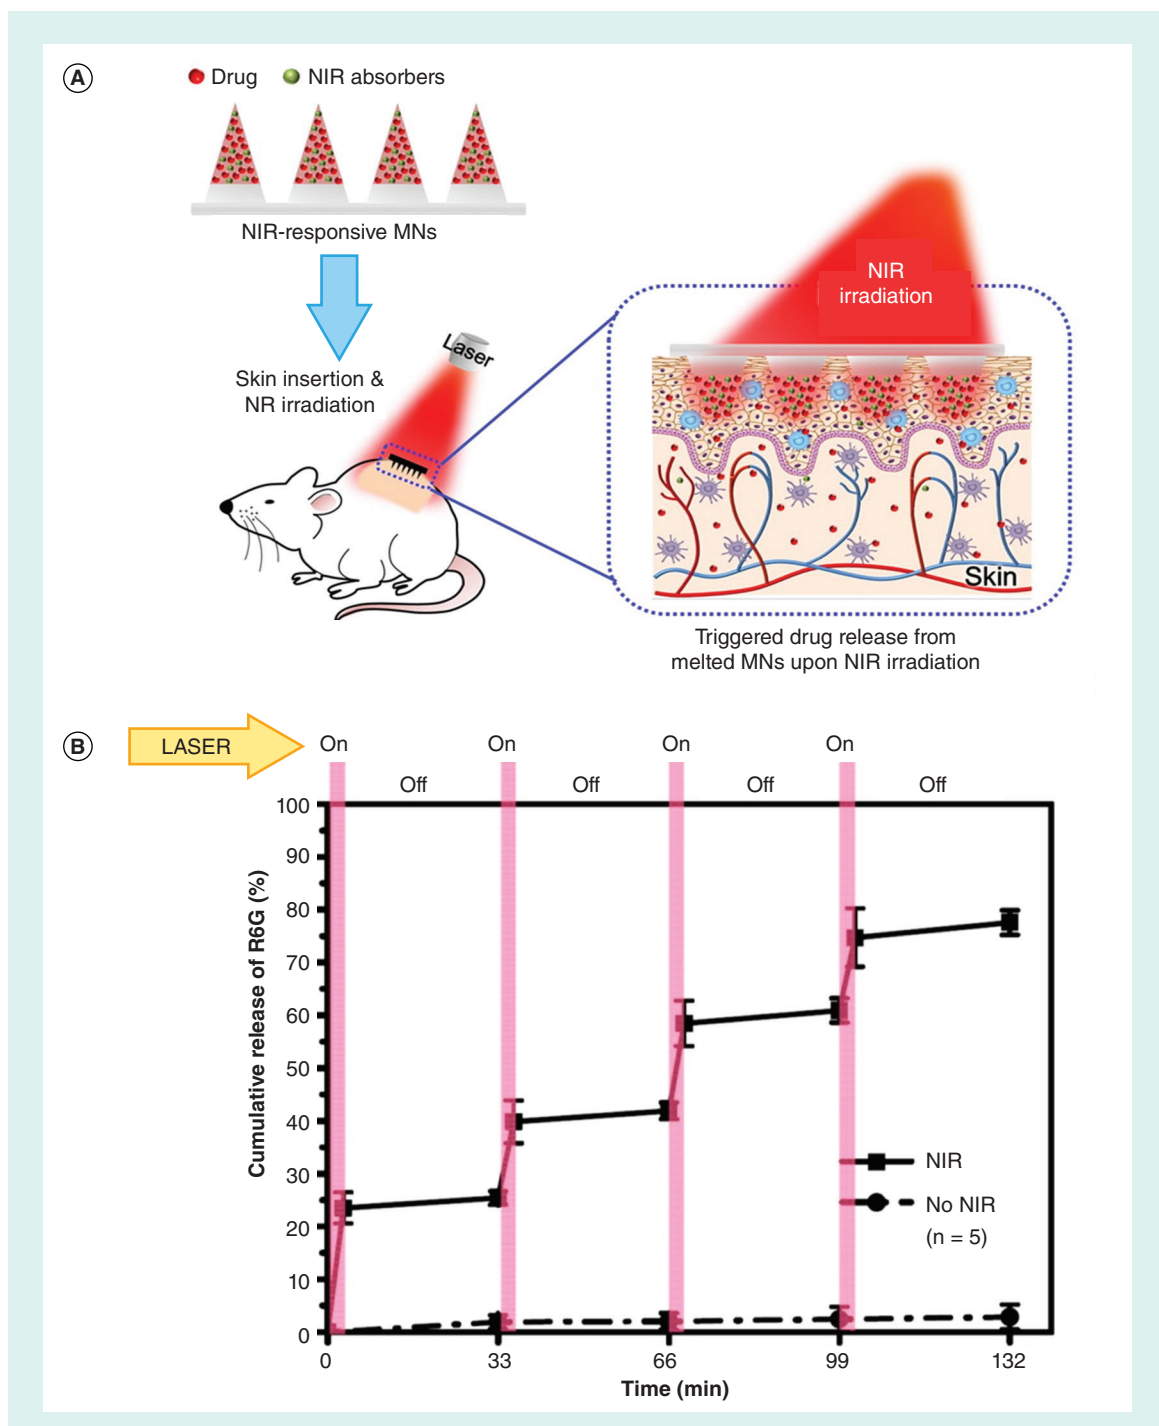 A
Drug
NIR absorbers
NIR-responsive MNs
Skin insertion &
NR irradiation
Laser
NIR
irradiation
Skin
Triggered drug release from
melted MNs upon NIR irradiation
B
LASER
On
On
On
On
Off
Off
Off
Off
Cumulative release of R6G (%)
100
90
80
70
60
50
40
30
20
10
0
NIR
No NIR
(n = 5)
0
33
66
99
132
Time (min)